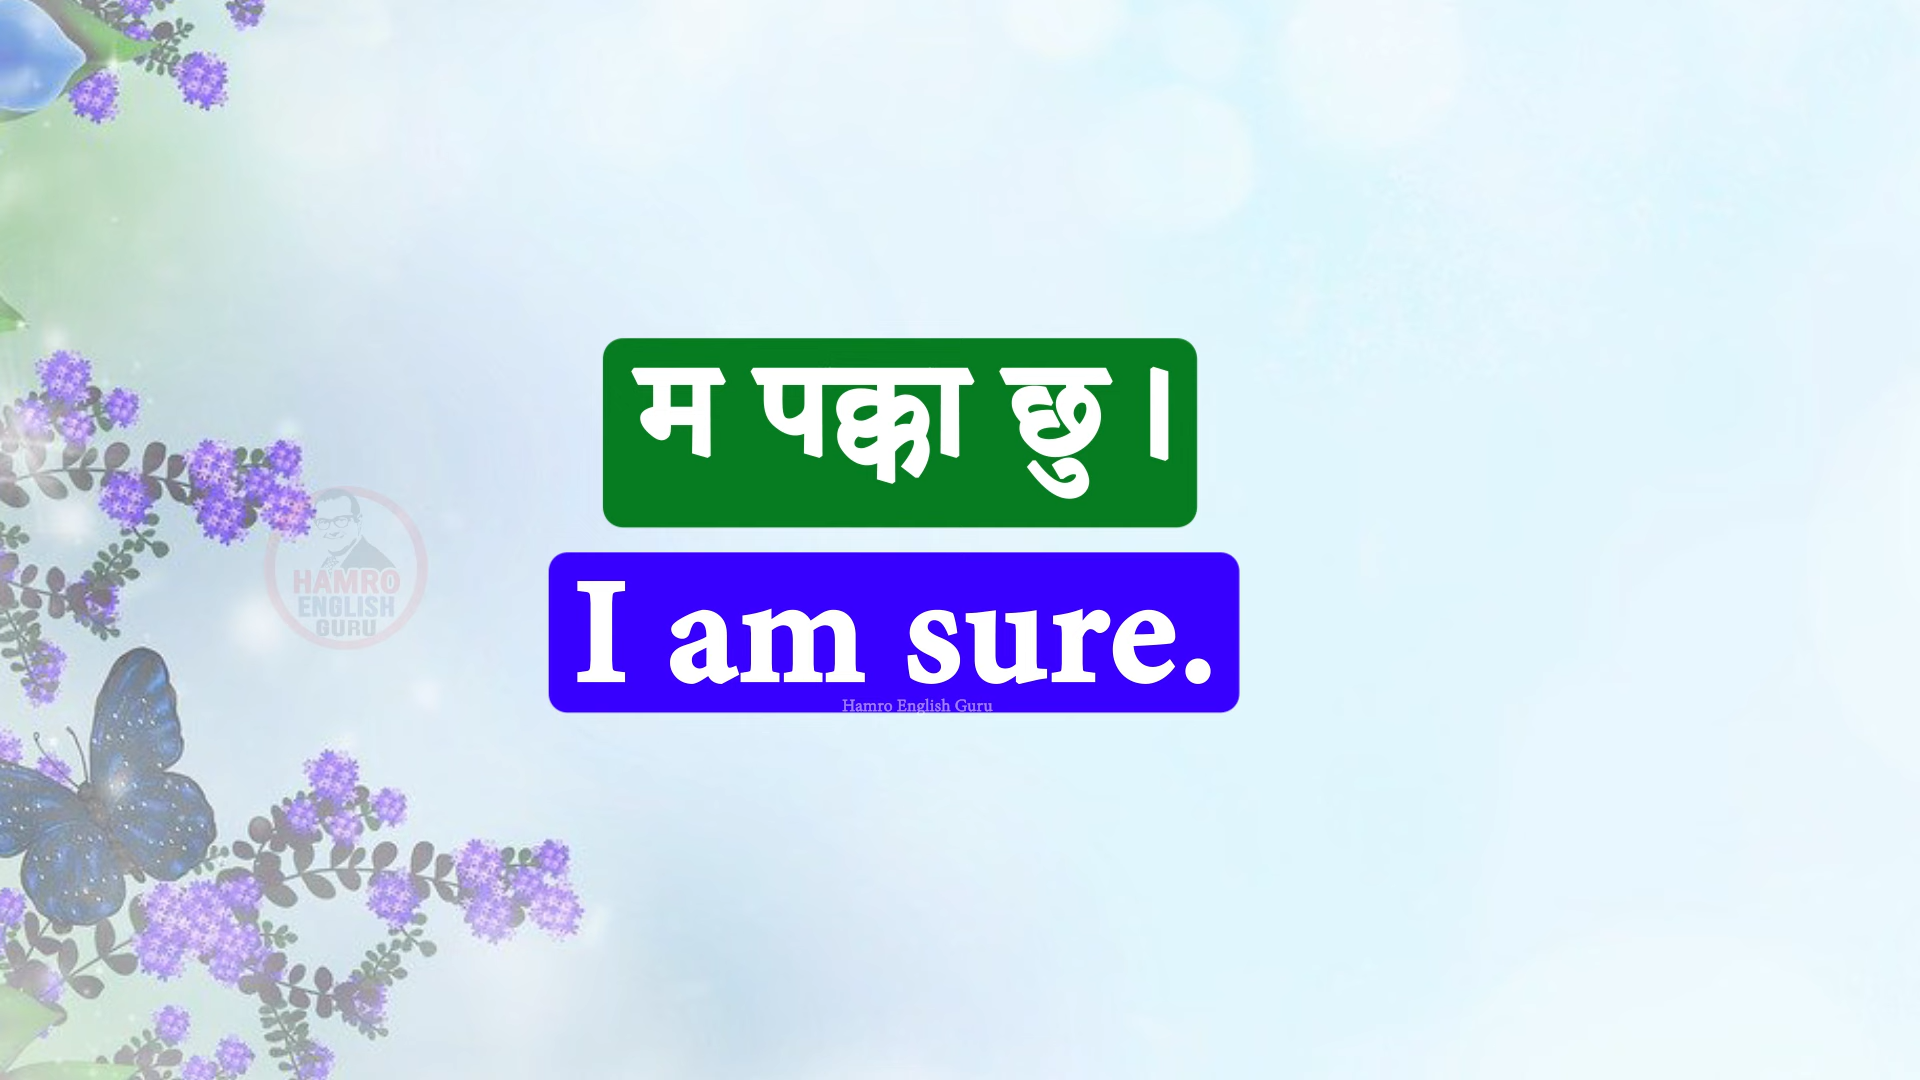 म पक्का छु ।
I am sure.
Hamro English Guru
HAMRO
ENGLISH
GURU